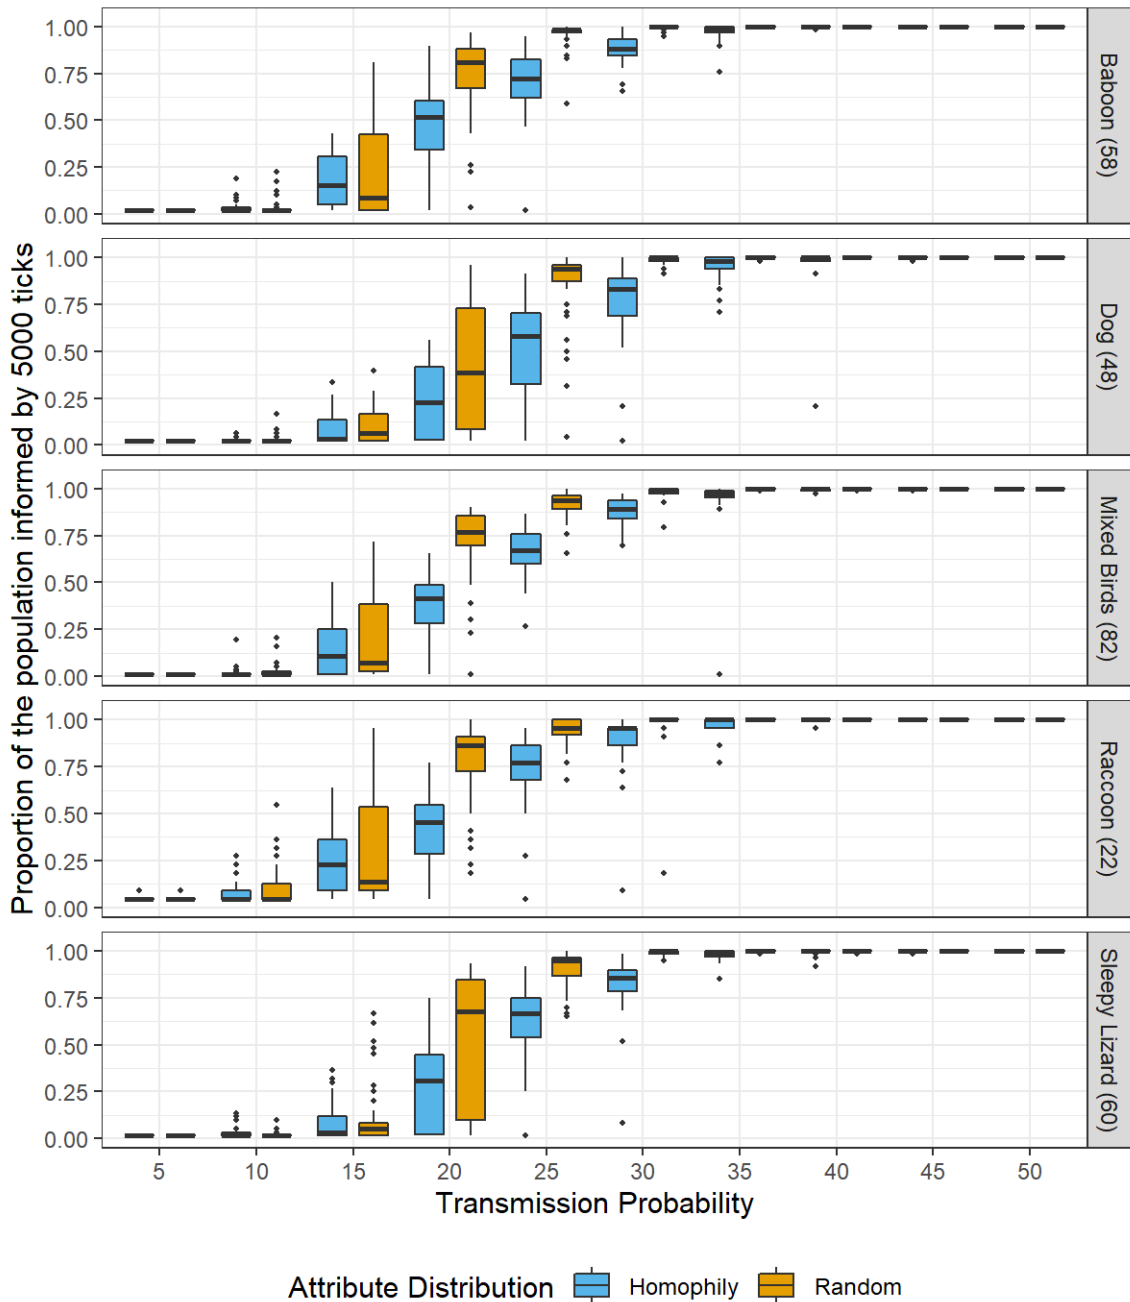 Proportion of the population informed by 5000 ticks
1.00
0.75
0.50
0.25
0.00
Baboon (58)
1.00
0.75
0.50
0.25
0.00
Dog (48)
1.00
0.75
0.50
0.25
0.00
Mixed Birds (82)
1.00
0.75
0.50
0.25
0.00
Raccoon (22)
1.00
0.75
0.50
0.25
0.00
Sleepy Lizard (60)
5 10 15 20 25 30 35 40 45 50
Transmission Probability
Attribute Distribution Homophily Random